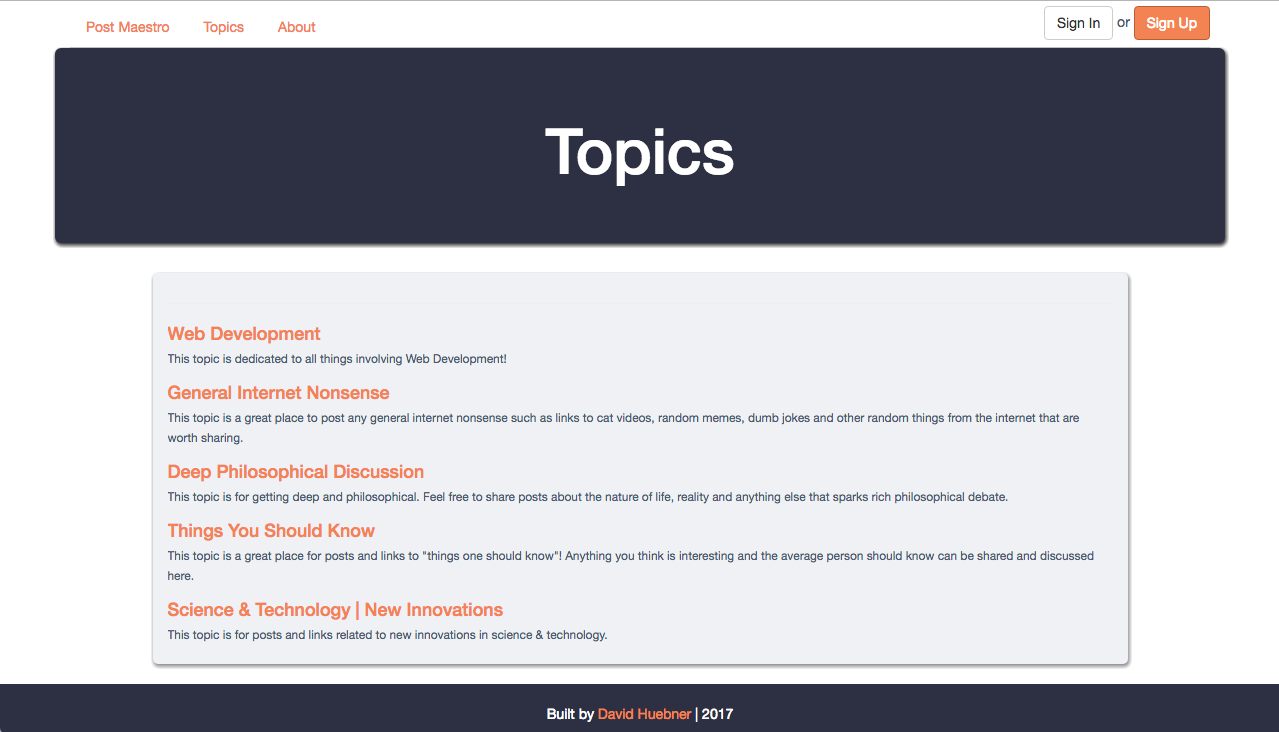 Post Maestro Topics About Sign In or Sign Up
Topics
Web Development
This topic is dedicated to all things involving Web Development!
General Internet Nonsense
This topic is a great place to post any general internet nonsense such as links to cat videos, random memes, dumb jokes and other random things from the internet that are
worth sharing.
Deep Philosophical Discussion
This topic is for getting deep and philosophical. Feel free to share posts about the nature of life, reality and anything else that sparks rich philosophical debate.
Things You Should Know
This topic is a great place for posts and links to "things one should know"! Anything you think is interesting and the average person should know can be shared and discussed
here.
Science & Technology | New Innovations
This topic is for posts and links related to new innovations in science & technology.
Built by David Huebner | 2017